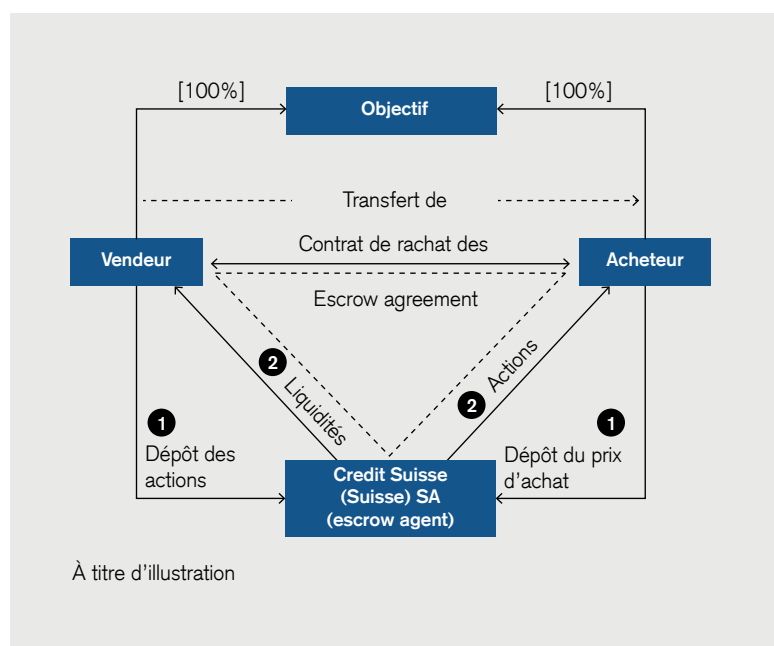 [100%]
[100%]
Objectif
Transfert de
Contrat de rachat des
Vendeur
Acheteur
Escrow agreement
2
Liquidités
2
Actions
1
Dépôt des
actions
1
Dépôt du prix
d’achat
Credit Suisse
(Suisse) SA
(escrow agent)
À titre d’illustration